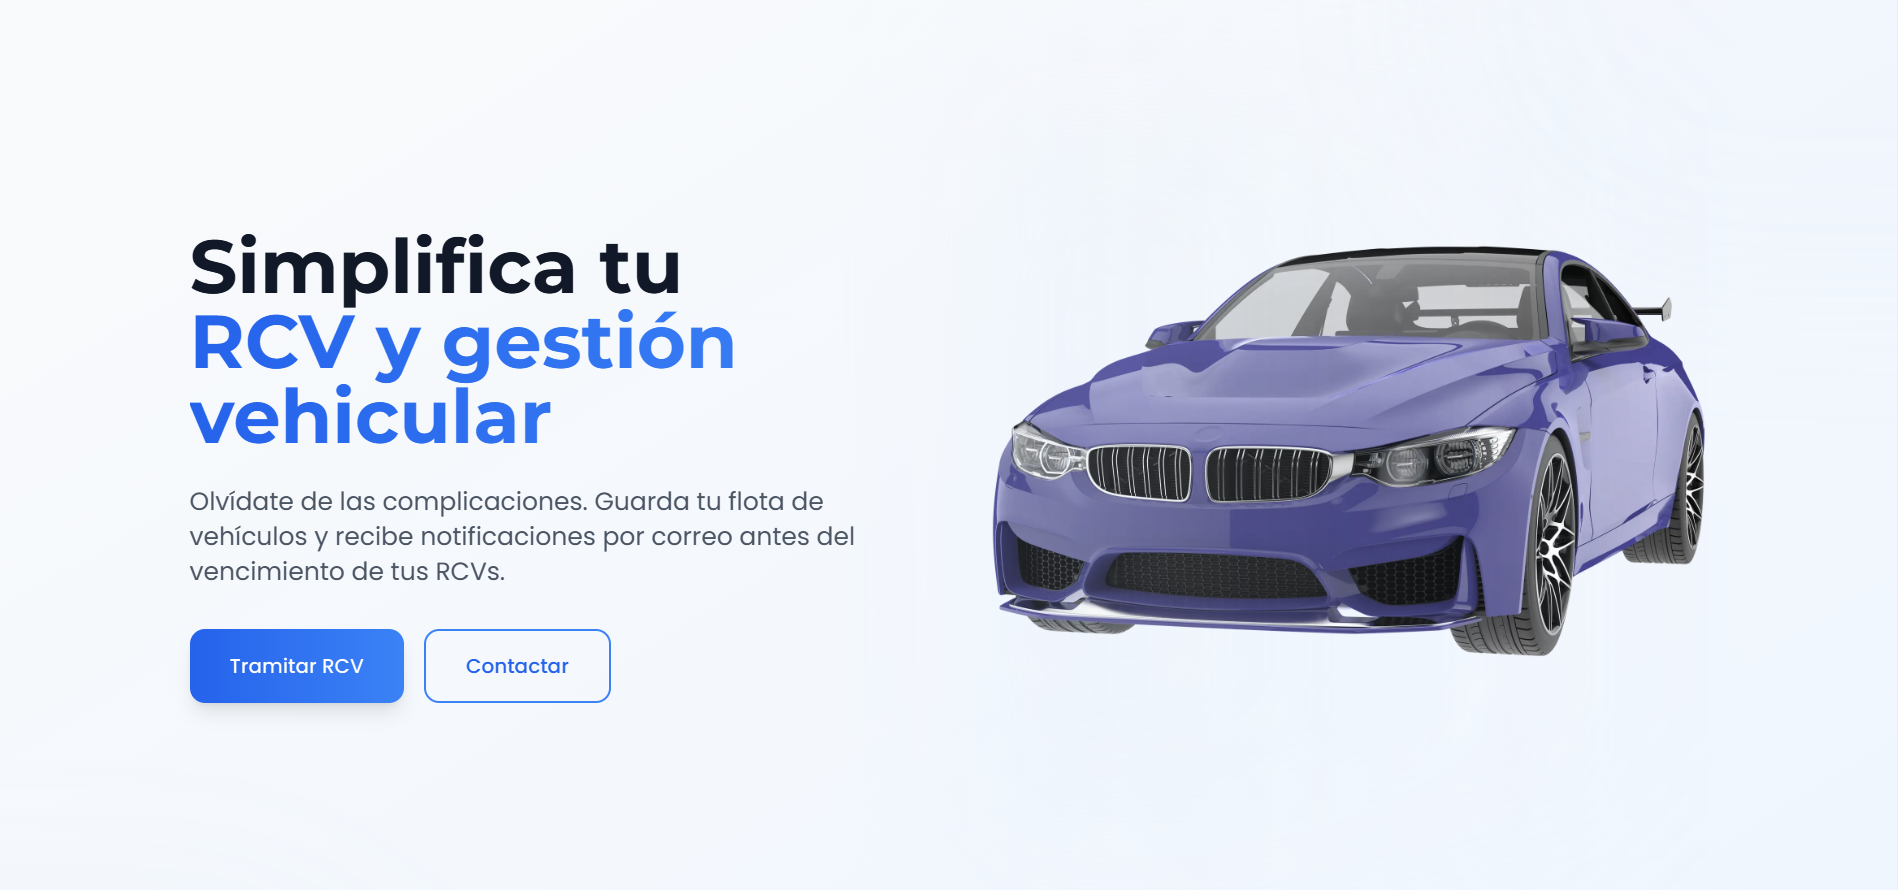 Simplifica tu
RCV y gestión
vehicular
Olvídate de las complicaciones. Guarda tu flota de
vehículos y recibe notificaciones por correo antes del
vencimiento de tus RCVs.
Tramitar RCV
Contactar